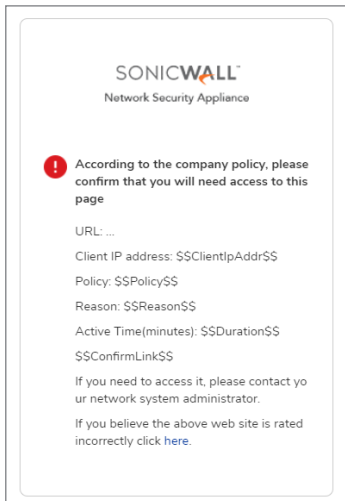 SONICWALL™
Network Security Appliance
According to the company policy, please
confirm that you will need access to this
page
URL: ...
Client IP address: $$ClientIpAddr$$
Policy: $$Policy$$
Reason: $$Reason$$
Active Time(minutes): $$Duration$$
$$ConfirmLink$$
If you need to access it, please contact yo
ur network system administrator.
If you believe the above web site is rated
incorrectly click here.